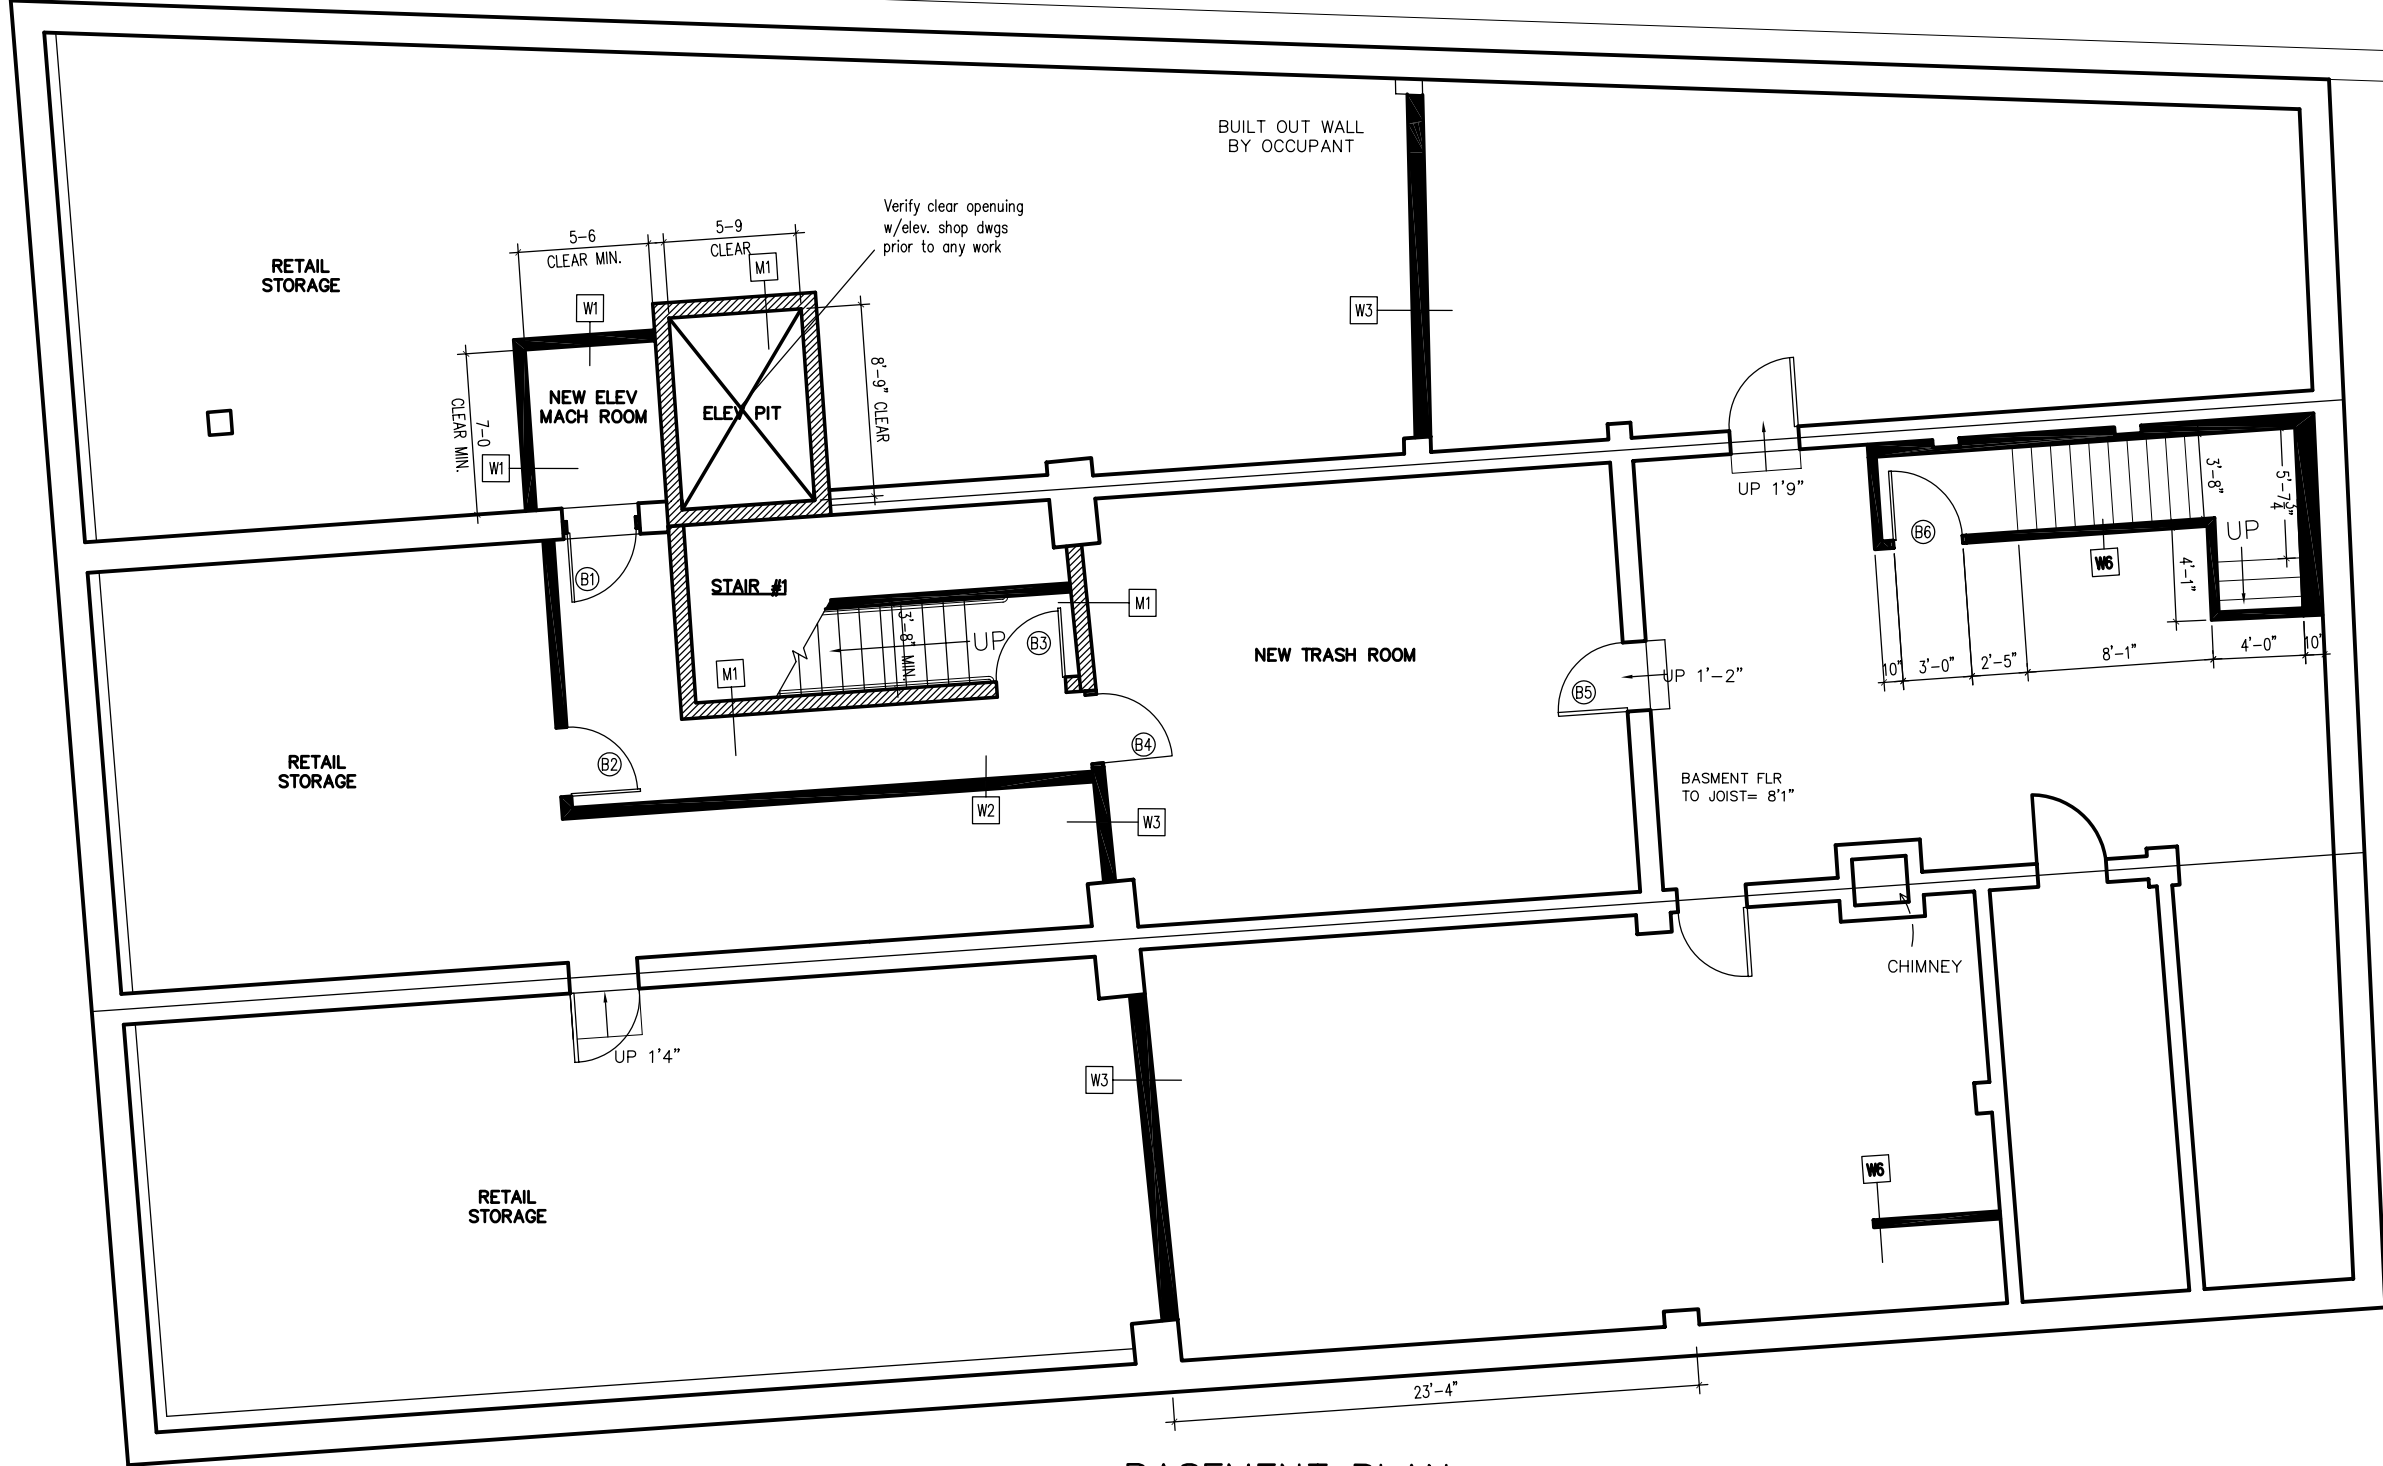 BUILT OUT WALL
BY OCCUPANT
Verify clear openuing
w/elev. shop dwgs
prior to any work
5-6
CLEAR MIN.
5-9
CLEAR
M1
RETAIL
STORAGE
W1
W3
8'-9" CLEAR
NEW ELEV
MACH ROOM
ELEV PIT
7-0
CLEAR MIN.
W1
UP 1'9"
3'-8"
5'-7 3/4"
UP
B6
W6
4'-1"
B1
STAIR #1
M1
3'-8" MIN.
UP
B3
NEW TRASH ROOM
M1
B5
UP 1'-2"
10"
3'-0"
2'-5"
8'-1"
4'-0"
10"
B4
RETAIL
STORAGE
B2
BASMENT FLR
TO JOIST= 8'1"
W2
W3
CHIMNEY
UP 1'4"
W3
W6
RETAIL
STORAGE
23'-4"
BASEMENT PLAN